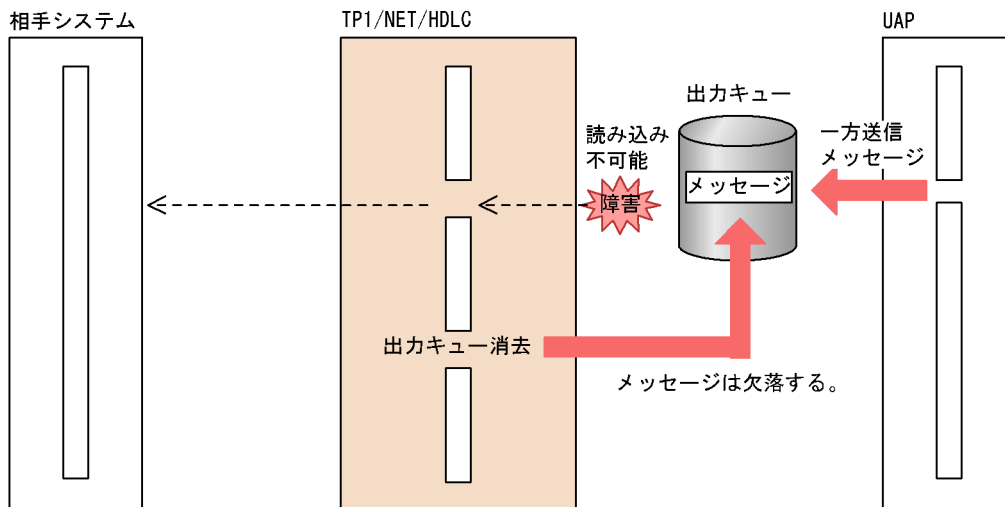 相手システム
TP1/NET/HDLC
UAP
出力キュー
読み込み
不可能
一方送信
メッセージ
メッセージ
障害
出力キュー消去
メッセージは欠落する。